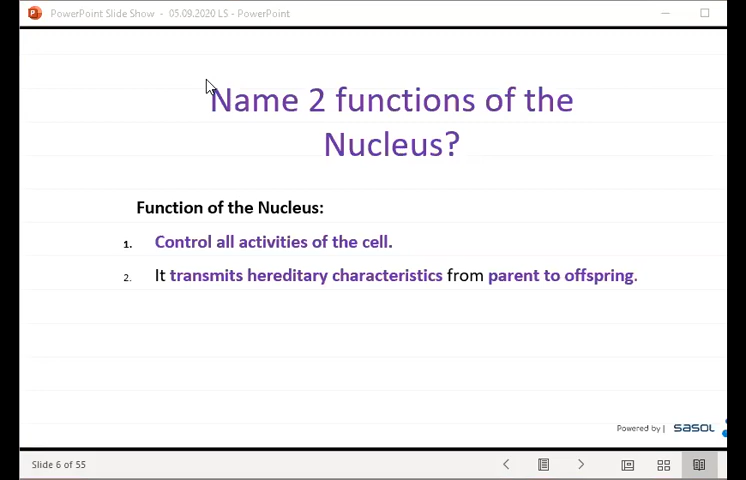 PowerPoint Slide Show - 05.09.2020 LS - PowerPoint
Name 2 functions of the
Nucleus?
Function of the Nucleus:
1. Control all activities of the cell.
2. It transmits hereditary characteristics from parent to offspring.
Powered by | sasol
Slide 6 of 55